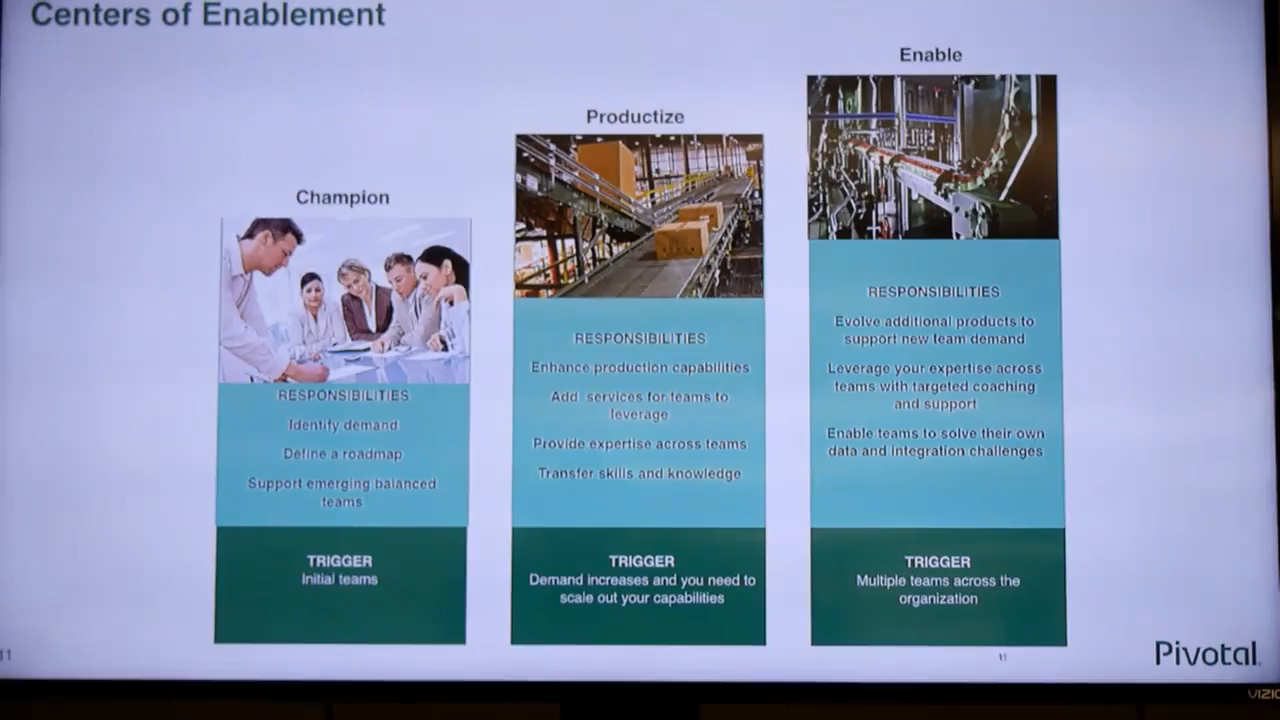 Centers of Enablement
Champion
RESPONSIBILITIES
Identify demand
Define a roadmap
Support emerging balanced
teams
TRIGGER
Initial teams
Productize
RESPONSIBILITIES
Enhance production capabilities
Add services for teams to
leverage
Provide expertise across teams
Transfer skills and knowledge
TRIGGER
Demand increases and you need to
scale out your capabilities
Enable
RESPONSIBILITIES
Evolve additional products to
support new team demand
Leverage your expertise across
teams with targeted coaching
and support
Enable teams to solve their own
data and integration challenges
TRIGGER
Multiple teams across the
organization
11
11
Pivotal
VIZIO